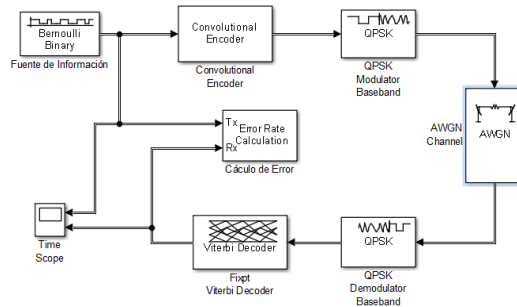 Bernoulli
Binary
Fuente de Información
Convolutional
Encoder
Convolutional
Encoder
QPSK
QPSK
Modulator
Baseband
AWGN
Channel
AWGN
Tx
Rx
Error Rate
Calculation
Cáculo de Error
Time
Scope
Viterbi Decoder
Fixpt
Viterbi Decoder
QPSK
QPSK
Demodulator
Baseband